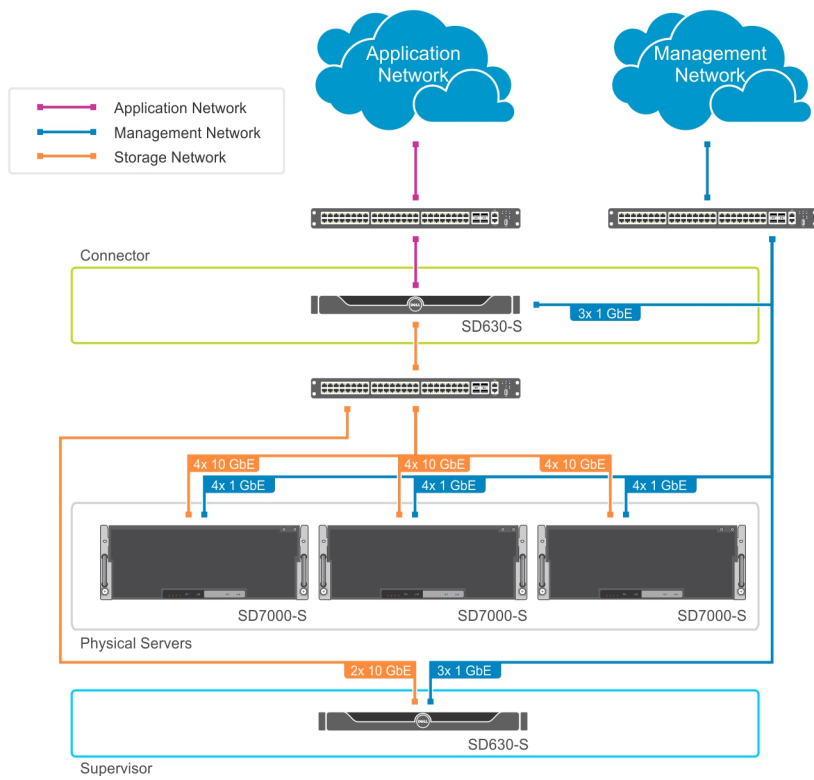 Application
Network
Management
Network
Application Network
Management Network
Storage Network
Connector
DELL
SD630-S
3x 1 GbE
4x 10 GbE
4x 10 GbE
4x 10 GbE
4x 1 GbE
4x 1 GbE
4x 1 GbE
SD7000-S
SD7000-S
SD7000-S
Physical Servers
2x 10 GbE
3x 1 GbE
DELL
SD630-S
Supervisor